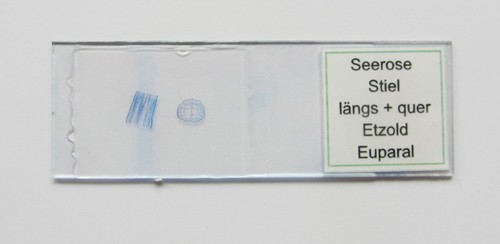 Seerose
Stiel
längs + quer
Etzold
Euparal